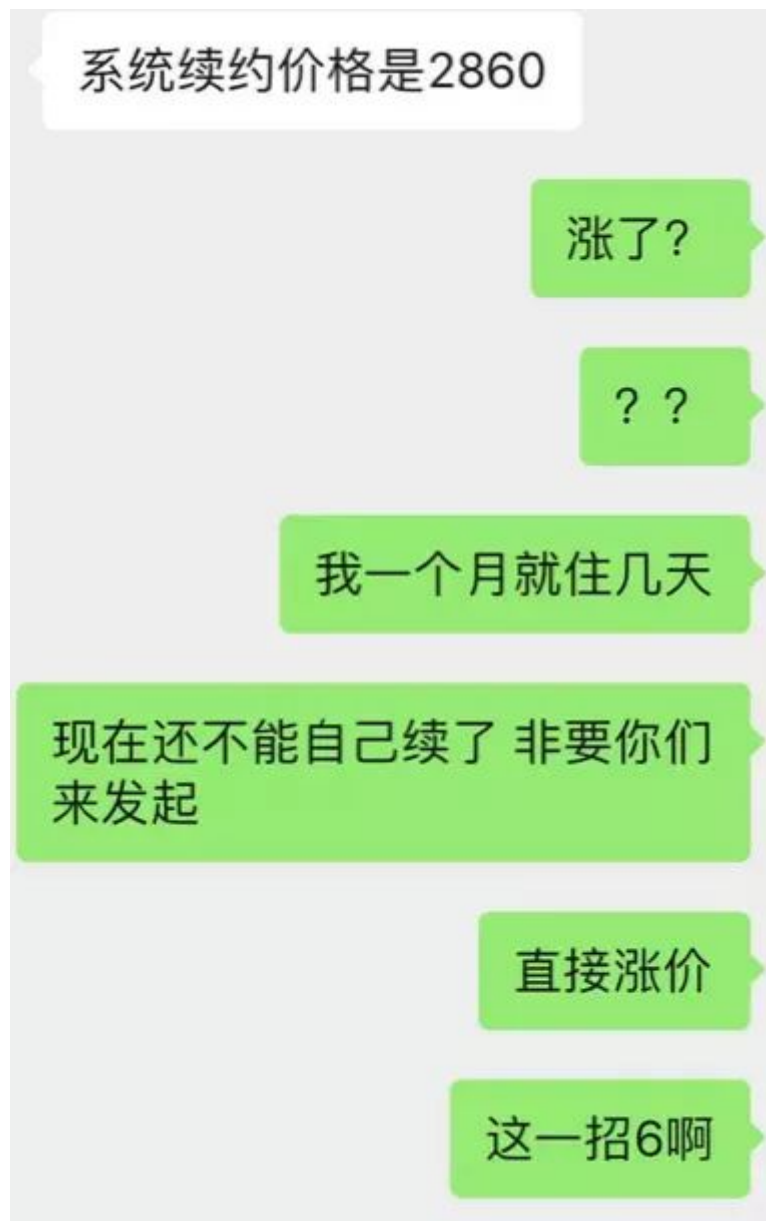 系统续约价格是2860
涨了?
？？
我一个月就住几天
现在还不能自己续了 非要你们
来发起
直接涨价
这一招6啊